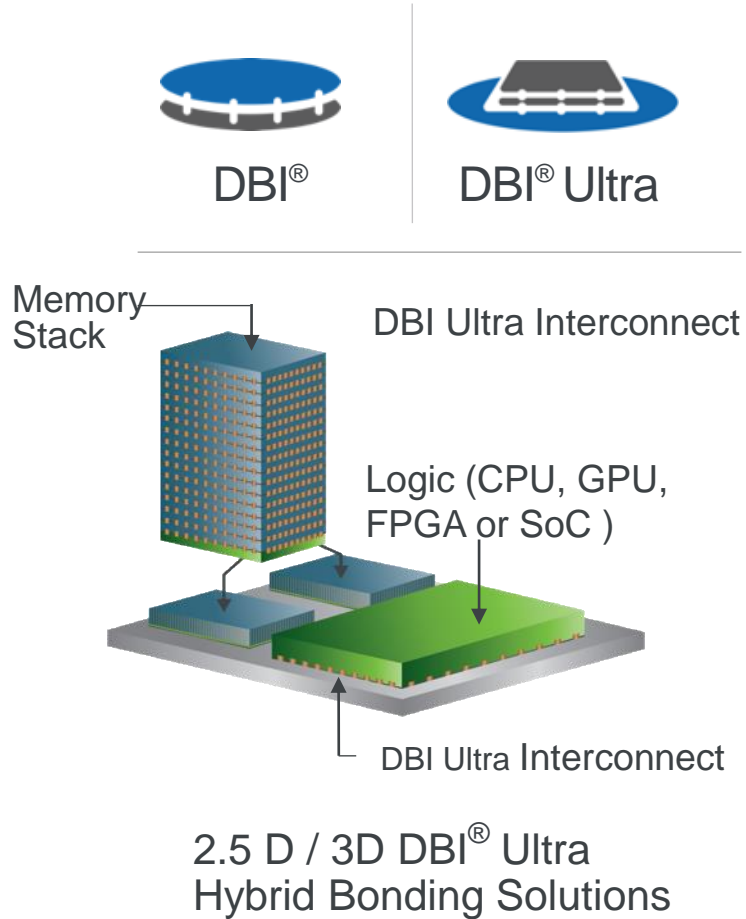 DBI®
DBI® Ultra
Memory
Stack
DBI Ultra Interconnect
Logic (CPU, GPU,
FPGA or SoC )
DBI Ultra Interconnect
2.5 D / 3D DBI® Ultra
Hybrid Bonding Solutions